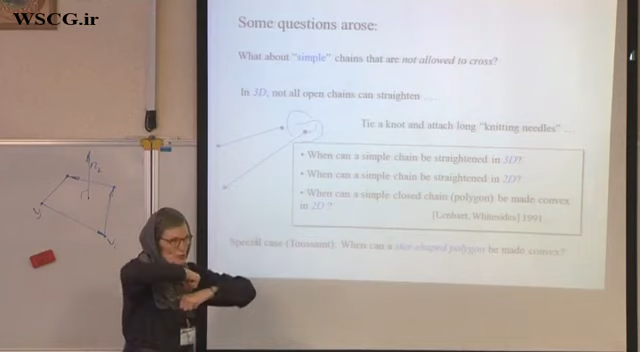 WSCG.ir
Some questions arose:
What about "simple" chains that are not allowed to cross?
In 3D, not all open chains can straighten ….
Tie a knot and attach long "knitting needles" …
• When can a simple chain be straightened in 3D?
• When can a simple chain be straightened in 2D?
• When can a simple closed chain (polygon) be made convex
in 2D ?
[Lenhart, Whitesides] 1991
Special case (Toussaint): When can a star-shaped polygon be made convex?